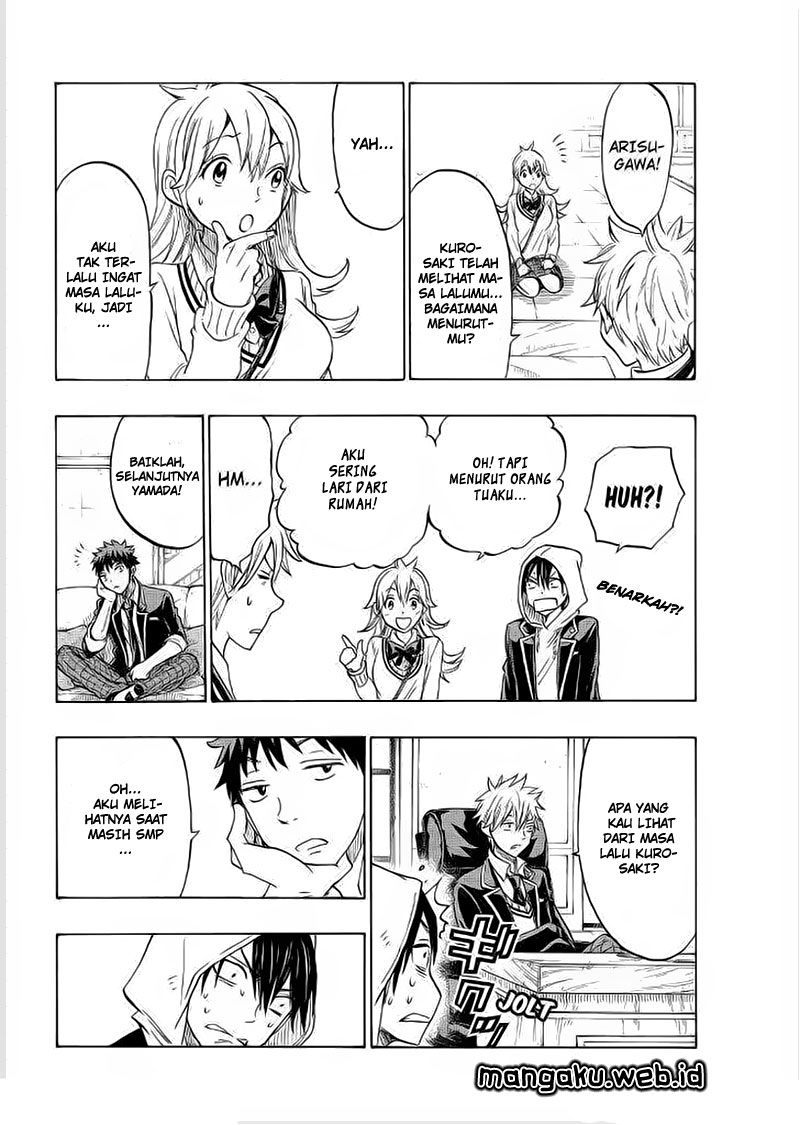 ARISU-
GAWA!
KURO-
SAKI TELAH
MELIHAT MA-
SA LALUMU...
BAGAIMANA
MENURUT-
MU?
YAH...
AKU
TAK TER-
LALU INGAT
MASA LALU-
KU, JADI
...
HUH?!
BENARKAH?!
OH! TAPI
MENURUT ORANG
TUAKU...
AKU
SERING
LARI DARI
RUMAH!
HM...
BAIKLAH,
SELANJUTNYA
YAMADA!
APA YANG
KAU LIHAT
DARI MASA
LALU KURO-
SAKI?
ギクッ
JOLT
OH...
AKU MELI-
HATNYA SAAT
MASIH SMP
...
mangaku.web.id